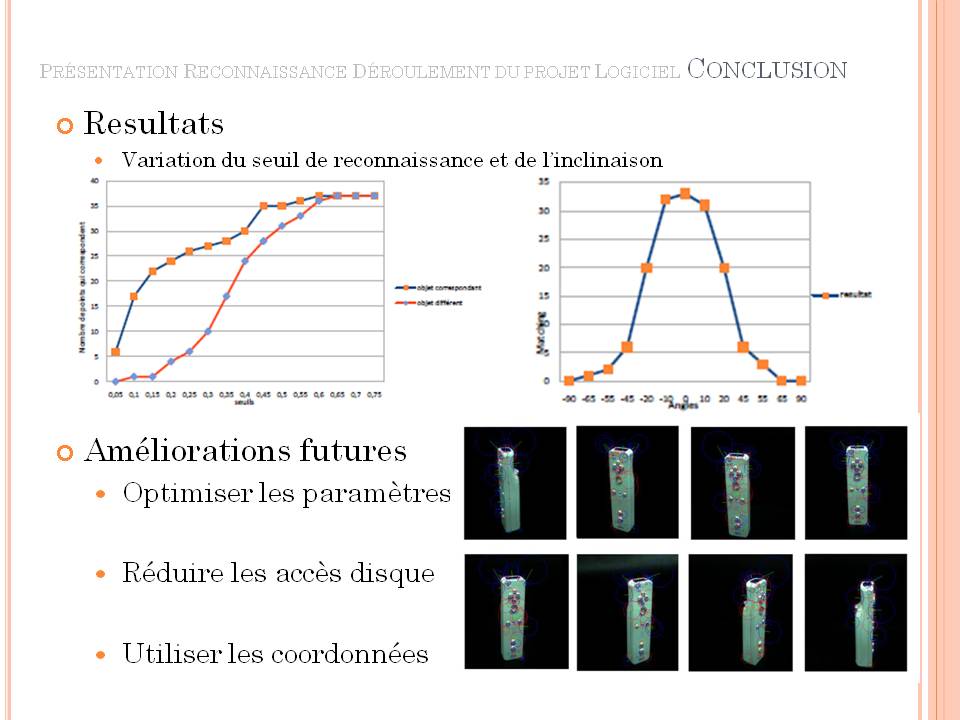 PRÉSENTATION RECONNAISSANCE DÉROULEMENT DU PROJET LOGICIEL CONCLUSION
Resultats
Variation du seuil de reconnaissance et de l'inclinaison
Nombre de points qui correspondent
40
35
30
25
20
15
10
5
0
0,05 0,1 0,15 0,2 0,25 0,3 0,35 0,4 0,45 0,5 0,55 0,6 0,65 0,7 0,75
seuils
objet correspondant
objet différent
Matching
35
30
25
20
15
10
5
0
-90 -65 -55 -45 -20 -10 0 10 20 45 55 65 90
Angles
resultat
Améliorations futures
Optimiser les paramètres
Réduire les accès disque
Utiliser les coordonnées